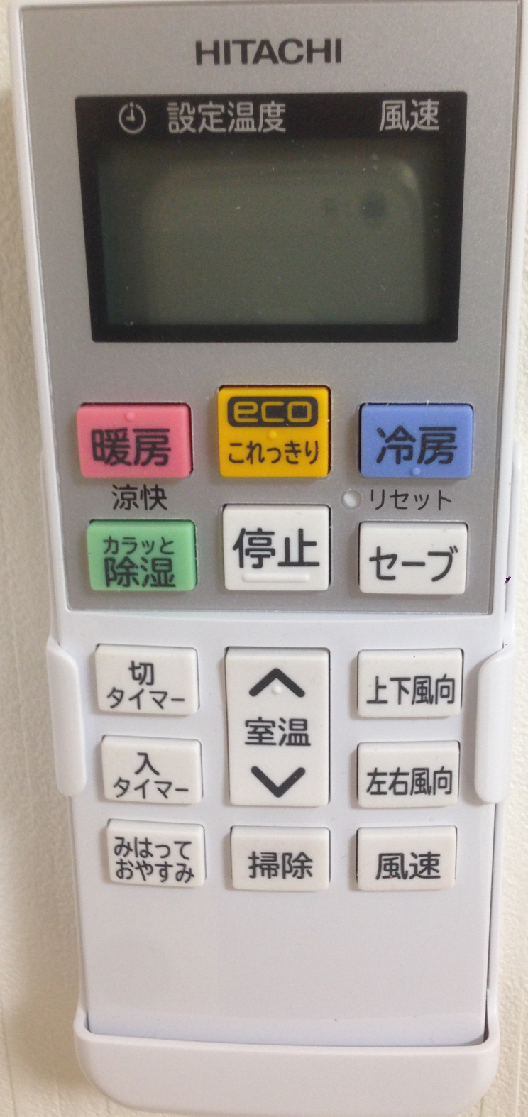 HITACHI
設定温度 風速
暖房 eco これっきり 冷房
涼快 リセット
カラッと
除湿 停止 セーブ
切
タイマー
室温
上下風向
入
タイマー
左右風向
みはって
おやすみ
掃除
風速